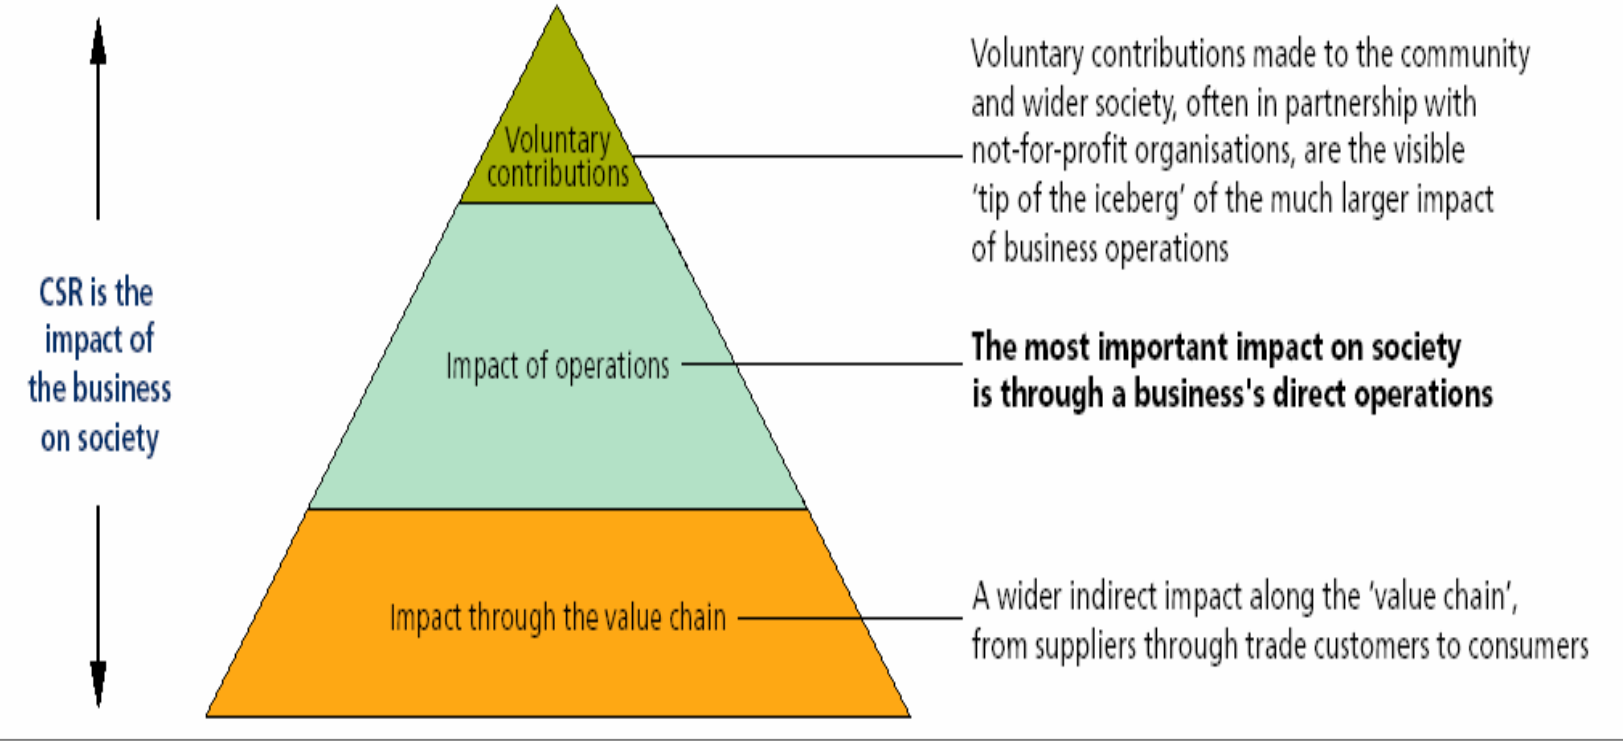 Voluntary contributions made to the community
and wider society, often in partnership with
not-for-profit organisations, are the visible
‘tip of the iceberg’ of the much larger impact
of business operations
Voluntary
contributions
CSR is the
impact of
the business
on society
Impact of operations
The most important impact on society
is through a business's direct operations
Impact through the value chain
A wider indirect impact along the ‘value chain’,
from suppliers through trade customers to consumers